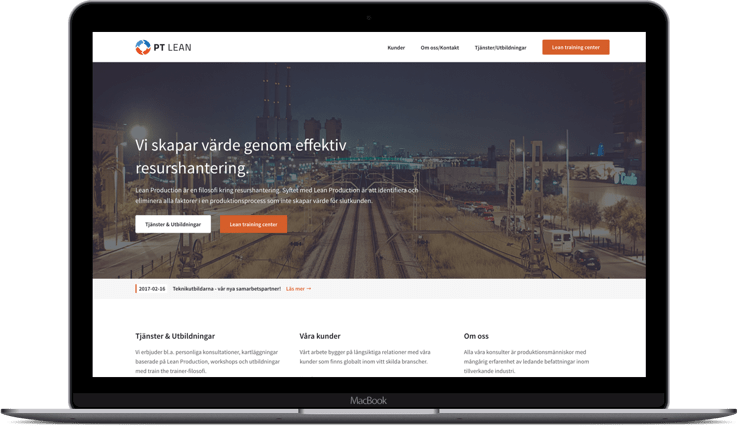 PT LEAN
Kunder
Om oss/Kontakt
Tjänster/Utbildningar
Lean training center
Vi skapar värde genom effektiv
resurshantering.
Lean Production är en filosofi kring resurshantering. Syftet med Lean Production är att identifiera och
eliminera alla faktorer i en produktionsprocess som inte skapar värde för slutkunden.
Tjänster & Utbildningar
Lean training center
2017-02-16 Teknikutbildarna - vår nya samarbetspartner! Läs mer →
Tjänster & Utbildningar
Vi erbjuder bl.a. personliga konsultationer, kartläggningar
baserade på Lean Production, workshops och utbildningar
med train the trainer-filosofi.
Våra kunder
Vårt arbete bygger på långsiktiga relationer med våra
kunder som finns globalt inom vitt skilda branscher.
Om oss
Alla våra konsulter är produktionsmänniskor med
mångårig erfarenhet av ledande befattningar inom
tillverkande industri.
MacBook